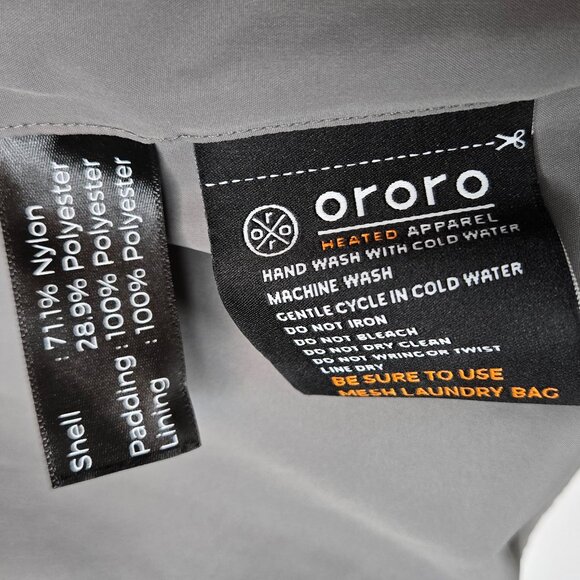 Shell : 71.1% Nylon
28.9% Polyester
Padding : 100% Polyester
Lining : 100% Polyester
ororo
HEATED APPAREL
HAND WASH WITH COLD WATER
MACHINE WASH
GENTLE CYCLE IN COLD WATER
DO NOT IRON
DO NOT BLEACH
DO NOT DRY CLEAN
DO NOT WRING OR TWIST
LINE DRY
BE SURE TO USE
MESH LAUNDRY BAG